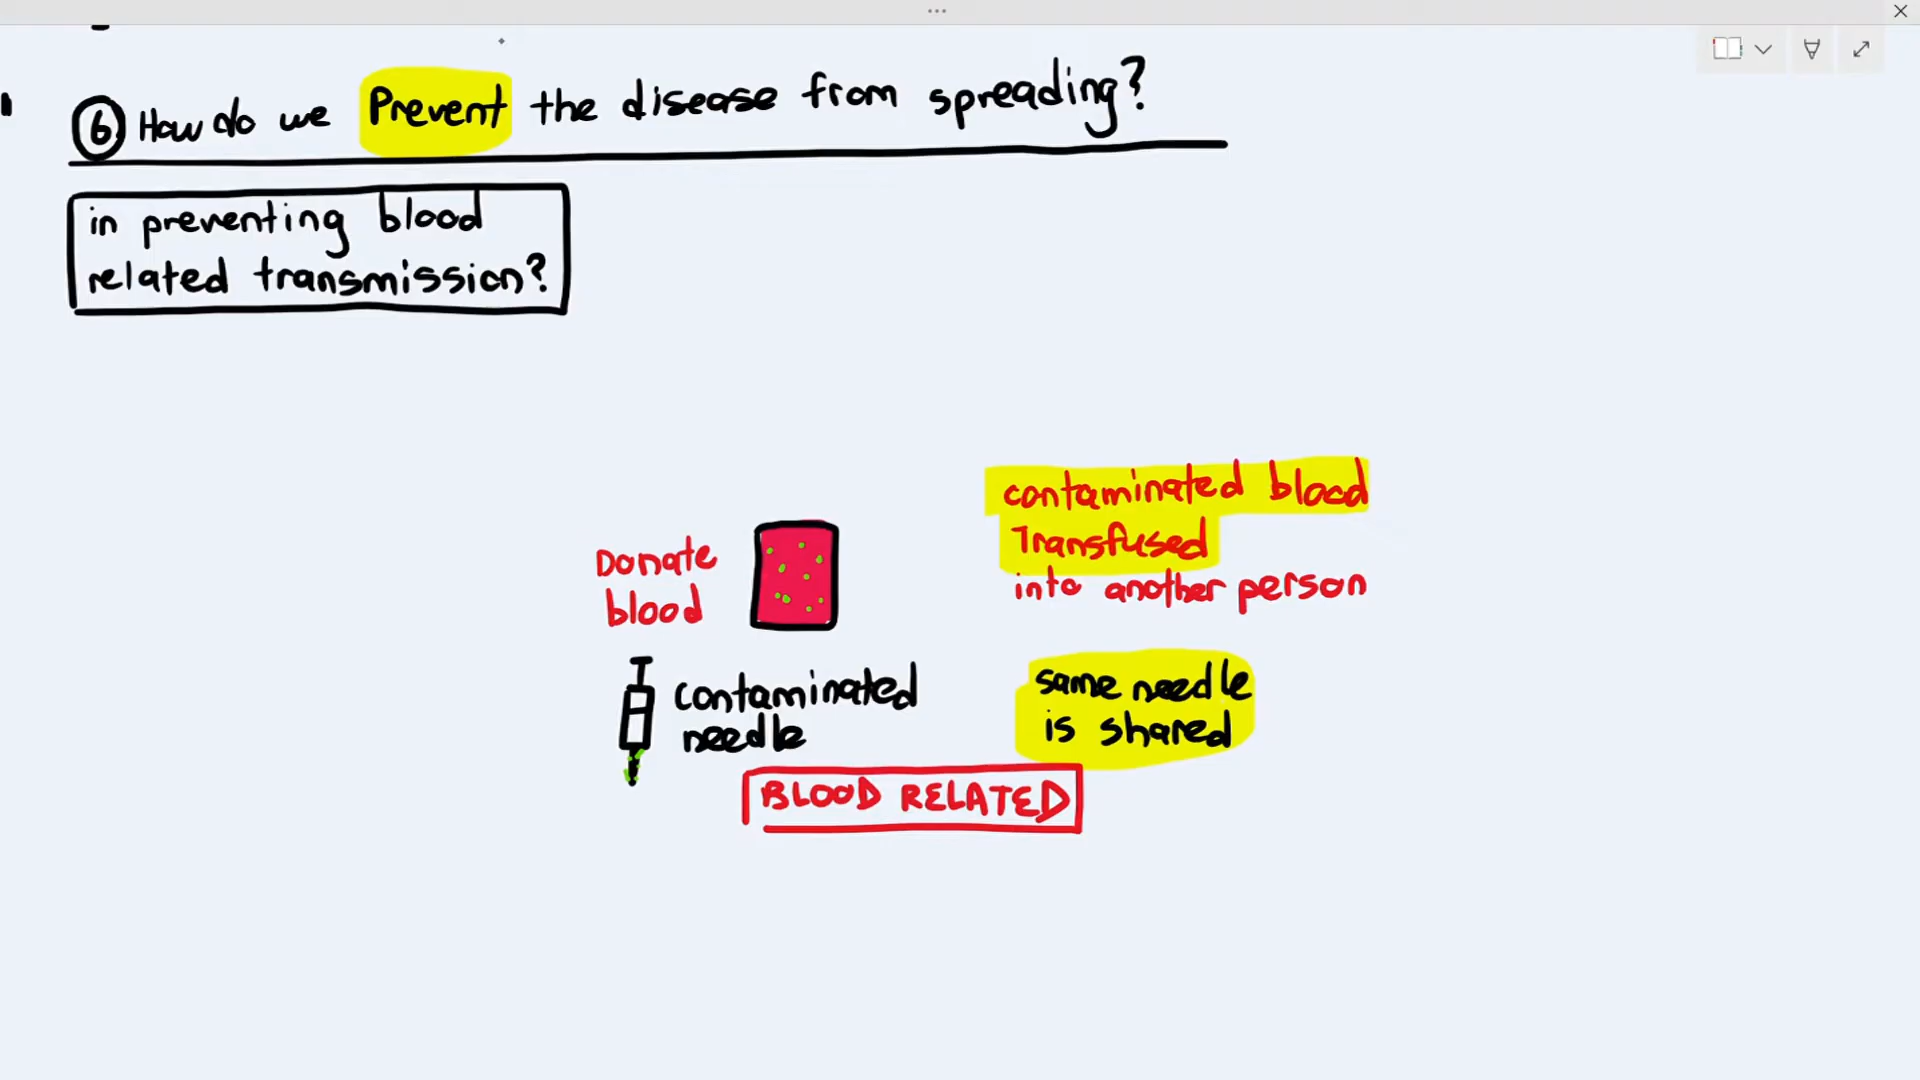 6 How do we Prevent the disease from spreading?
in preventing blood
related transmission?
contaminated blood
Transfused
into another person
Donate
blood
contaminated
needle
same needle
is shared
BLOOD RELATED